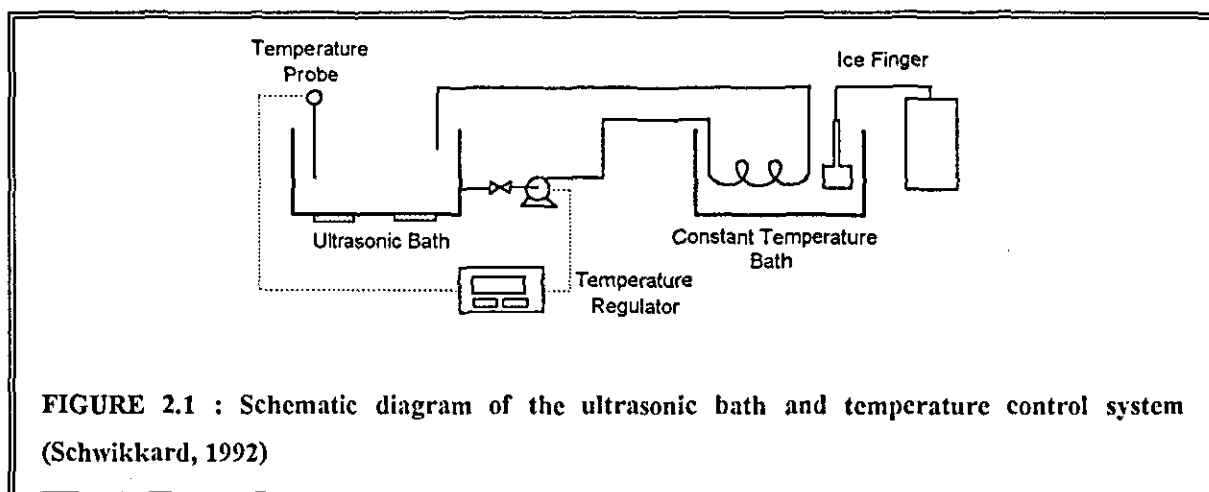 Temperature
Probe
Ice Finger
Ultrasonic Bath
Constant Temperature
Bath
Temperature
Regulator
FIGURE 2.1 : Schematic diagram of the ultrasonic bath and temperature control system
(Schwikkard, 1992)